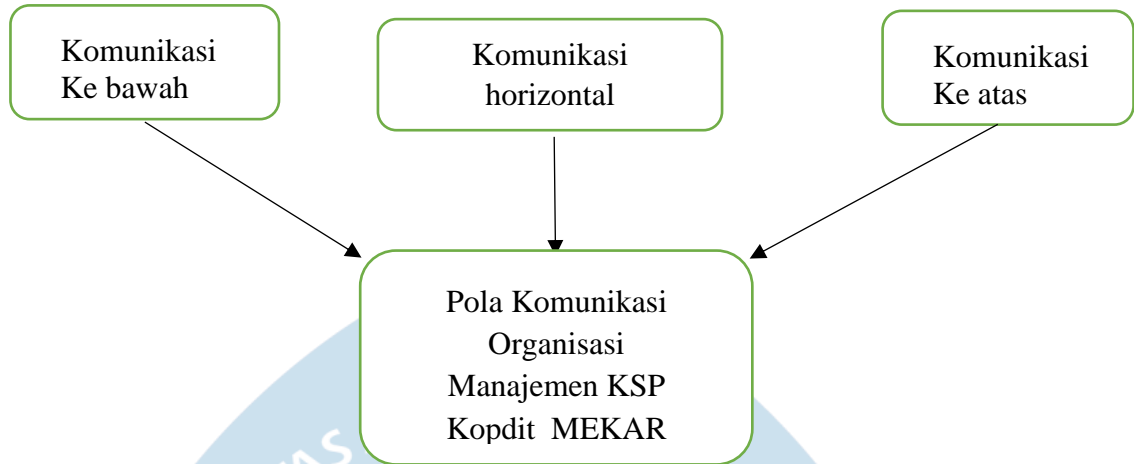 Komunikasi
Ke bawah
Komunikasi
horizontal
Komunikasi
Ke atas
Pola Komunikasi
Organisasi
Manajemen KSP
Kopdit MEKAR